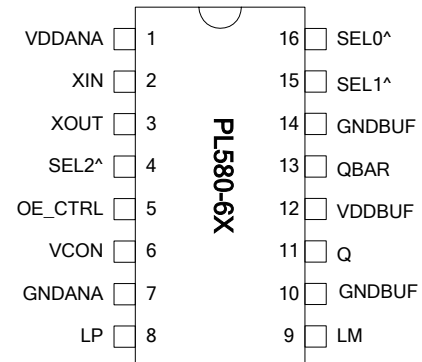 VDDANA 1 16 SEL0^
XIN 2 15 SEL1^
XOUT 3 14 GNDBUF
SEL2^ 4 13 QBAR
OE_CTRL 5 12 VDDBUF
VCON 6 11 Q
GNDANA 7 10 GNDBUF
LP 8 9 LM
PL580-6X